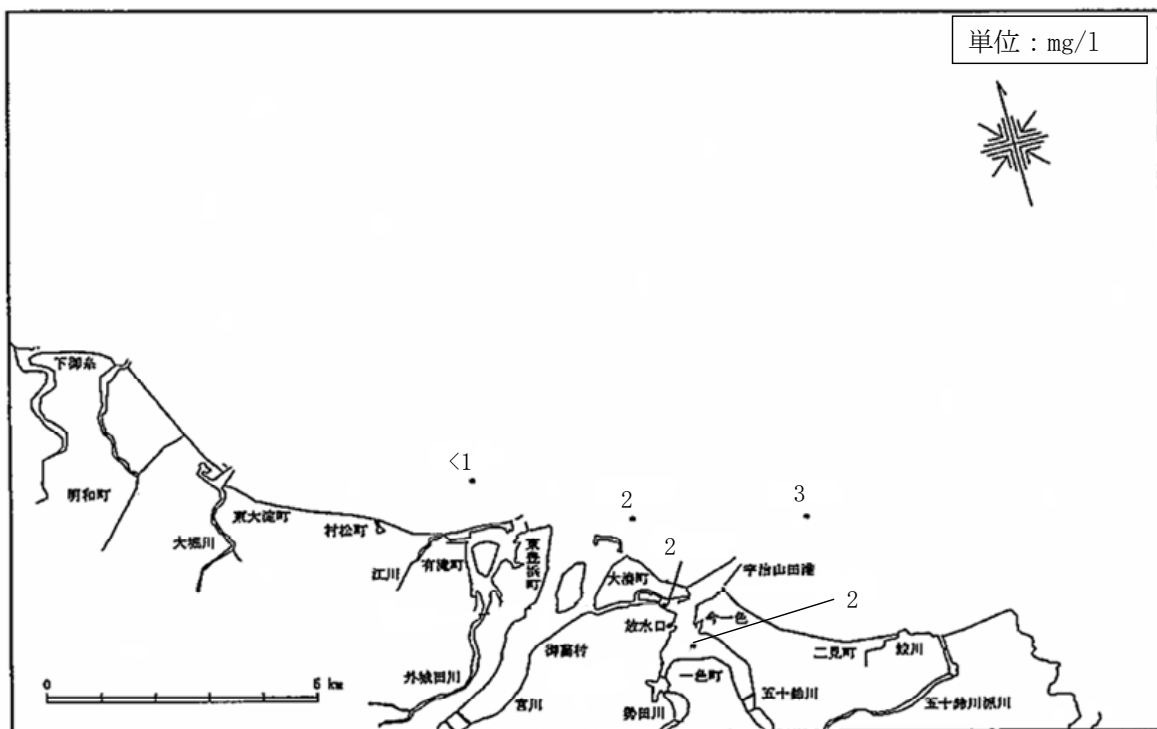 単位：mg/l
下御糸
<1
3
2
明和町
東大淀町
村松町
東豊浜町
2
大堀川
江川
有滝町
大湊町
宇治山田港
2
放水口
今一色
御薗村
二見町
鮫川
0
5 km
外城田川
宮川
一色町
五十鈴川
勢田川
五十鈴川派川